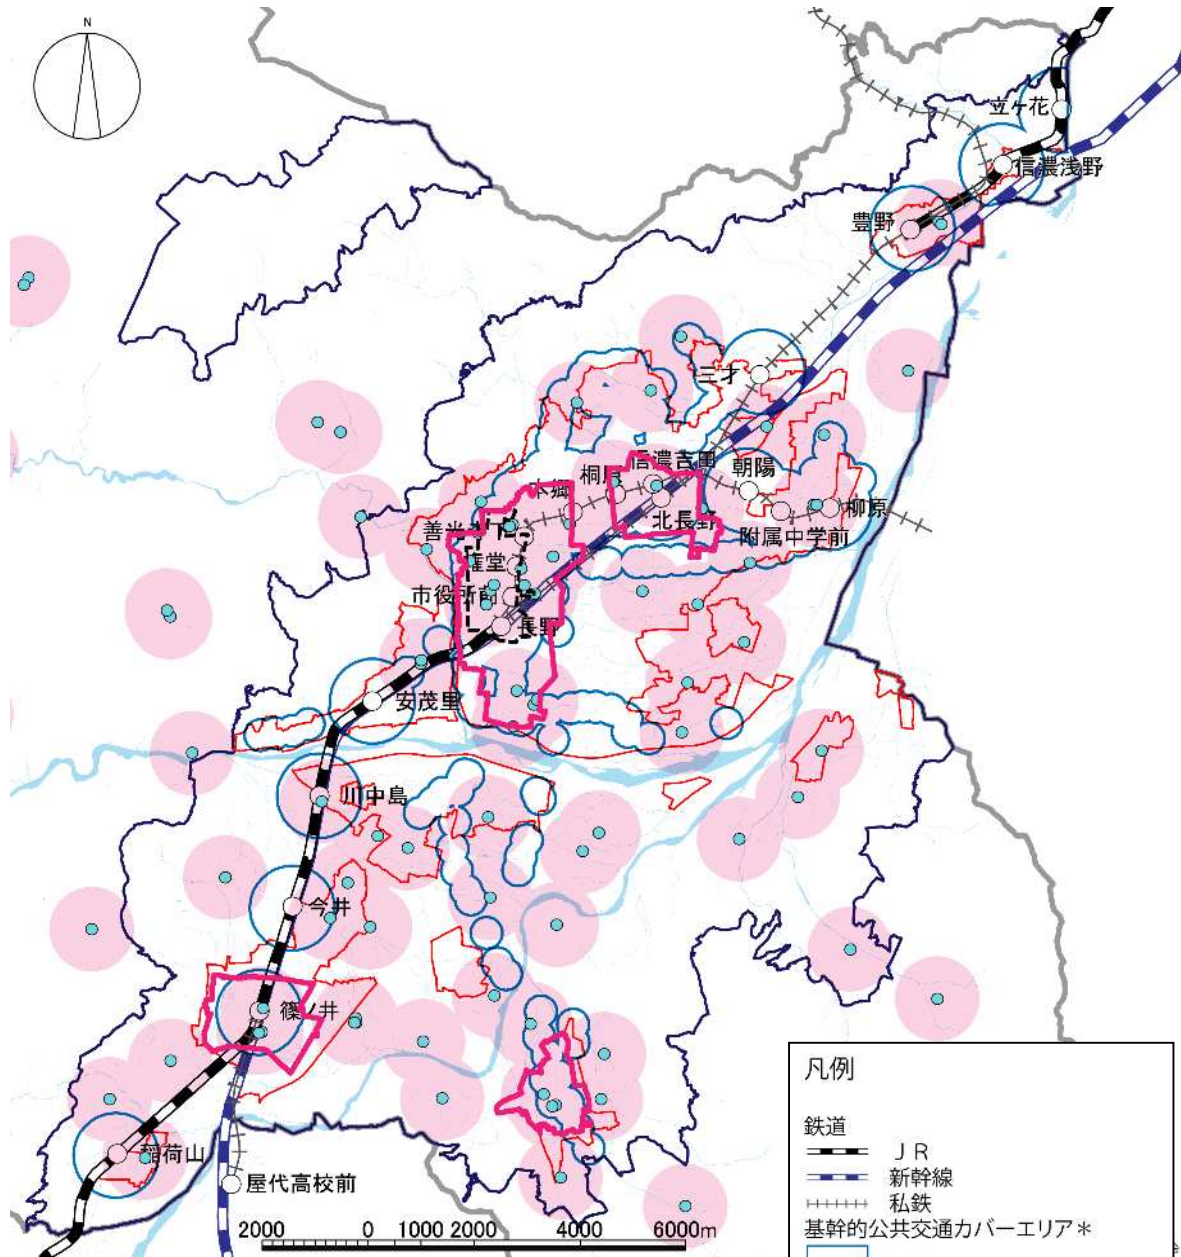 N
立ヶ花
信濃浅野
豊野
三才
信濃吉田
朝陽
桐原
本郷
北長野
柳原
附属中学前
善光寺下
権堂
市役所前
長野
安茂里
川中島
今井
篠ノ井
稲荷山
屋代高校前
2000 0 1000 2000 4000 6000m
凡例
鉄道
ＪＲ
新幹線
私鉄
基幹的公共交通カバーエリア＊